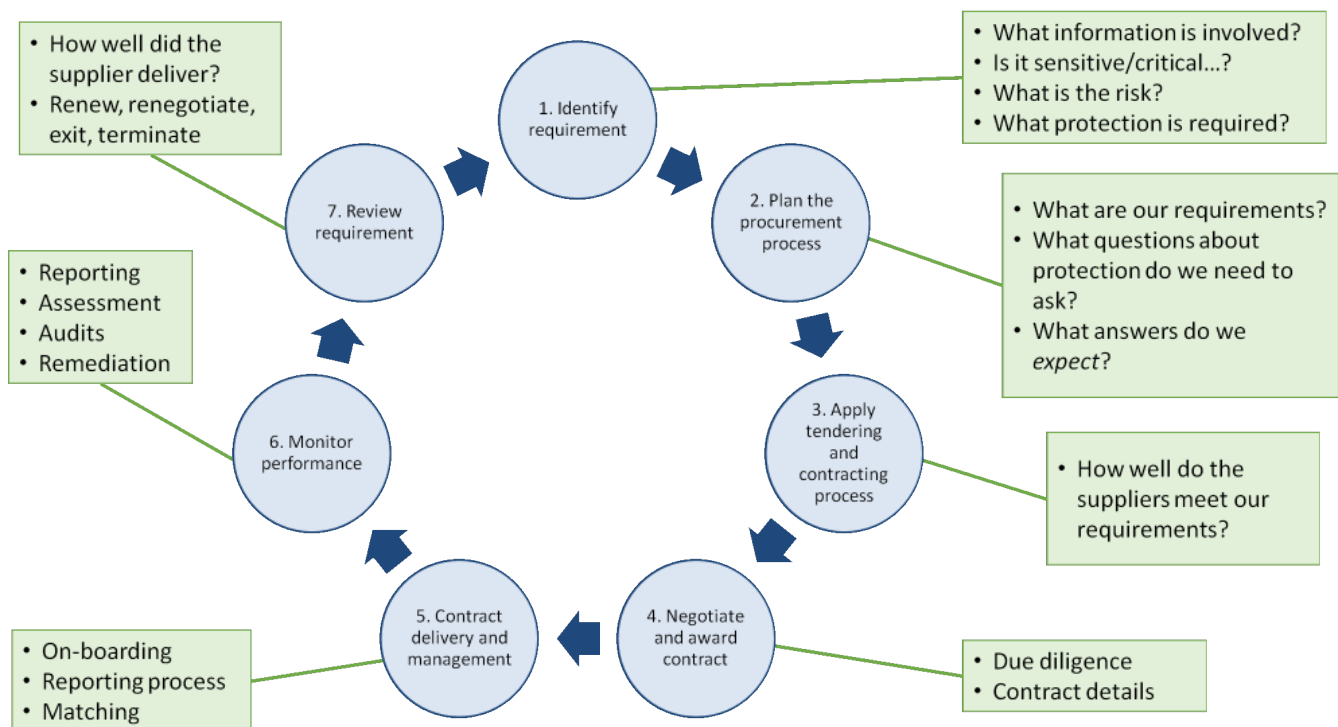 • How well did the
supplier deliver?
• Renew, renegotiate,
exit, terminate
1. Identify
requirement
• What information is involved?
• Is it sensitive/critical...?
• What is the risk?
• What protection is required?
7. Review
requirement
2. Plan the
procurement
process
• What are our requirements?
• What questions about
protection do we need to
ask?
• What answers do we
expect?
• Reporting
• Assessment
• Audits
• Remediation
6. Monitor
performance
3. Apply
tendering
and
contracting
process
• How well do the
suppliers meet our
requirements?
5. Contract
delivery and
management
4. Negotiate
and award
contract
• On-boarding
• Reporting process
• Matching
• Due diligence
• Contract details